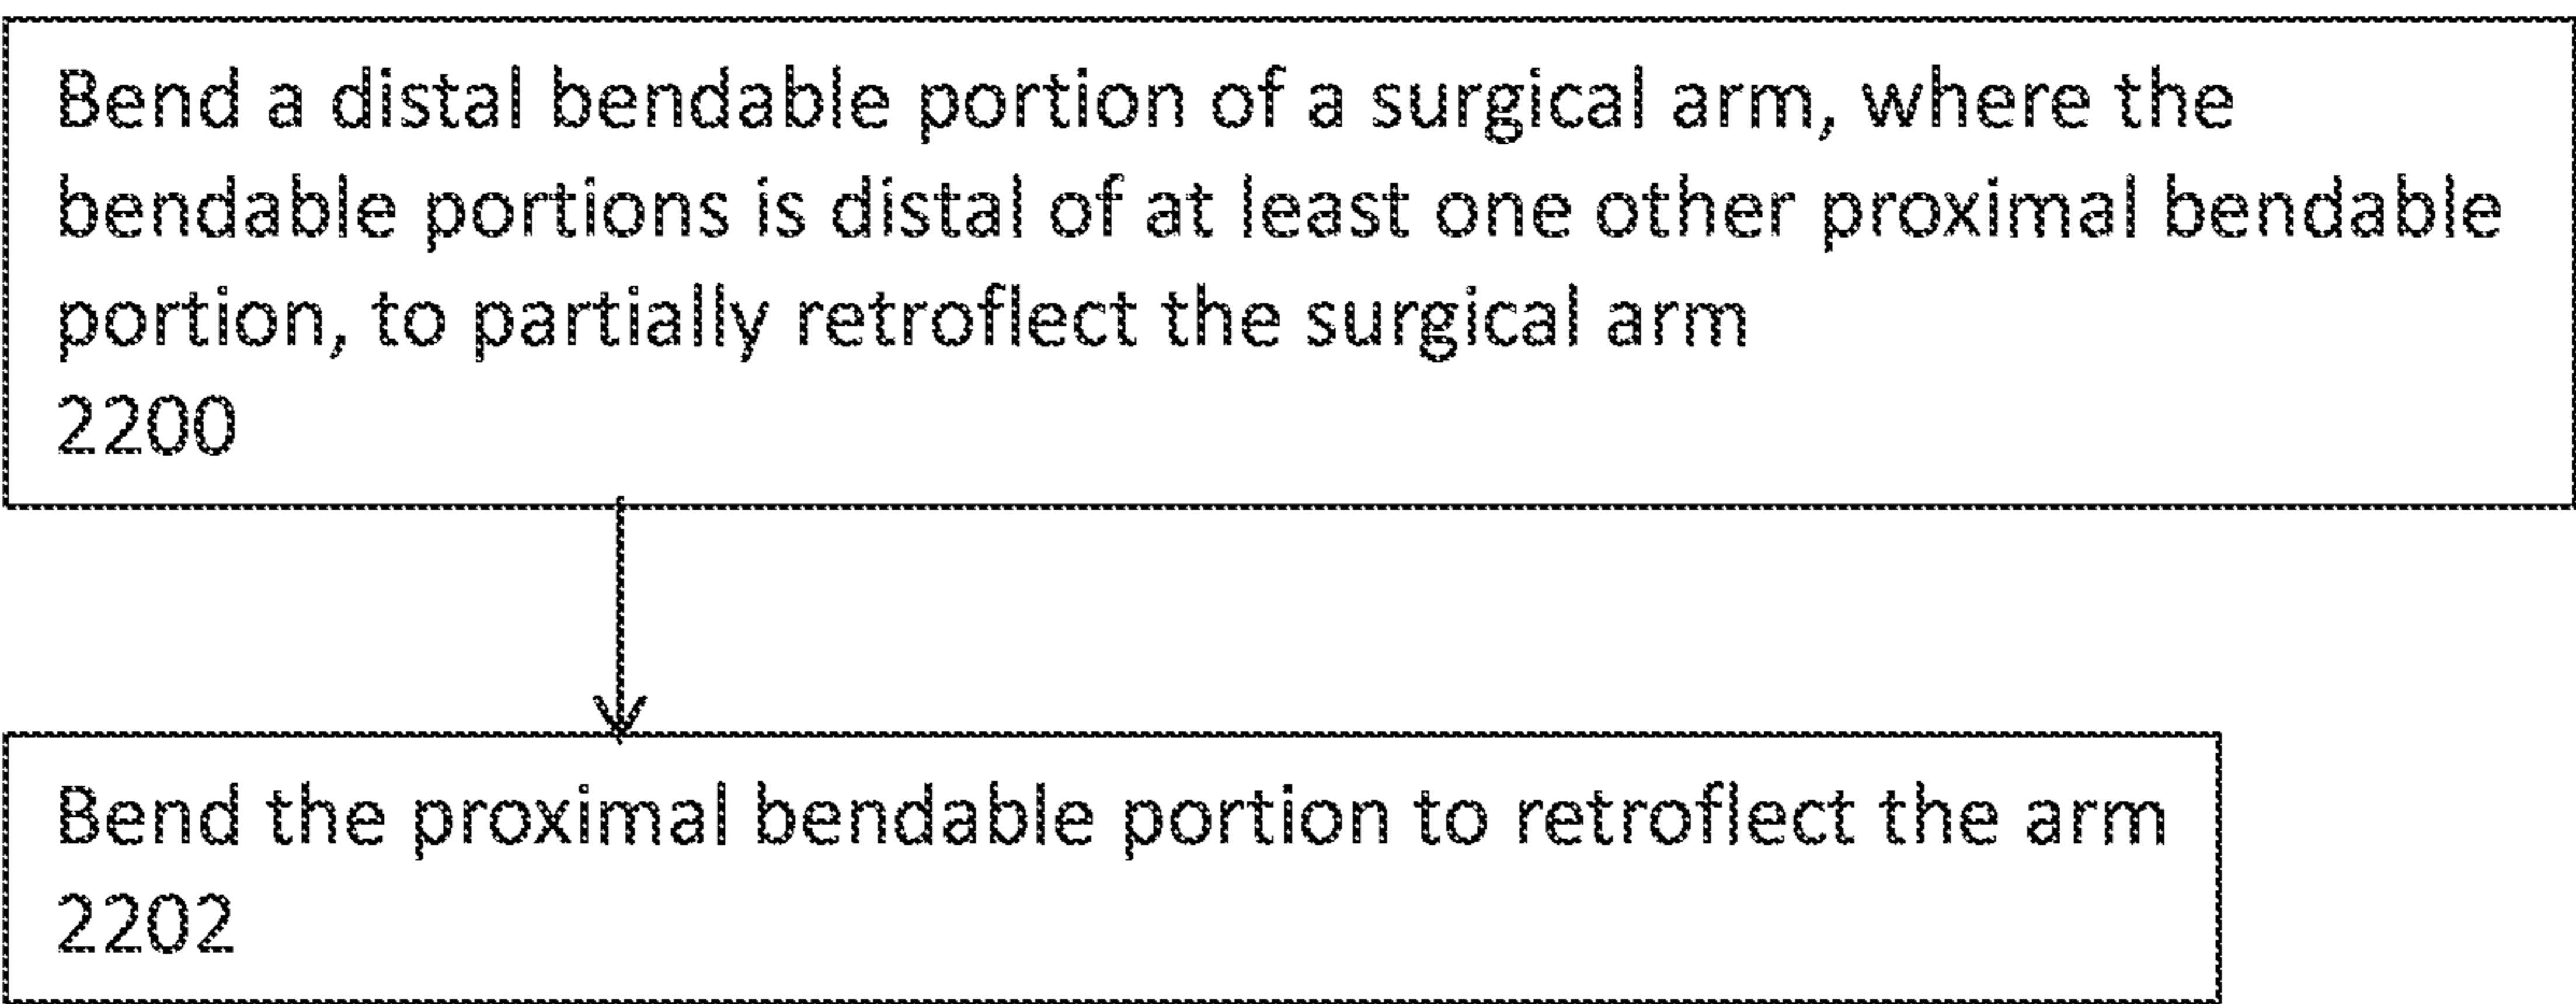 Bend a distal bendable portion of a surgical arm, where the
bendable portions is distal of at least one other proximal bendable
portion, to partially retroflect the surgical arm
2200
Bend the proximal bendable portion to retroflect the arm
2202